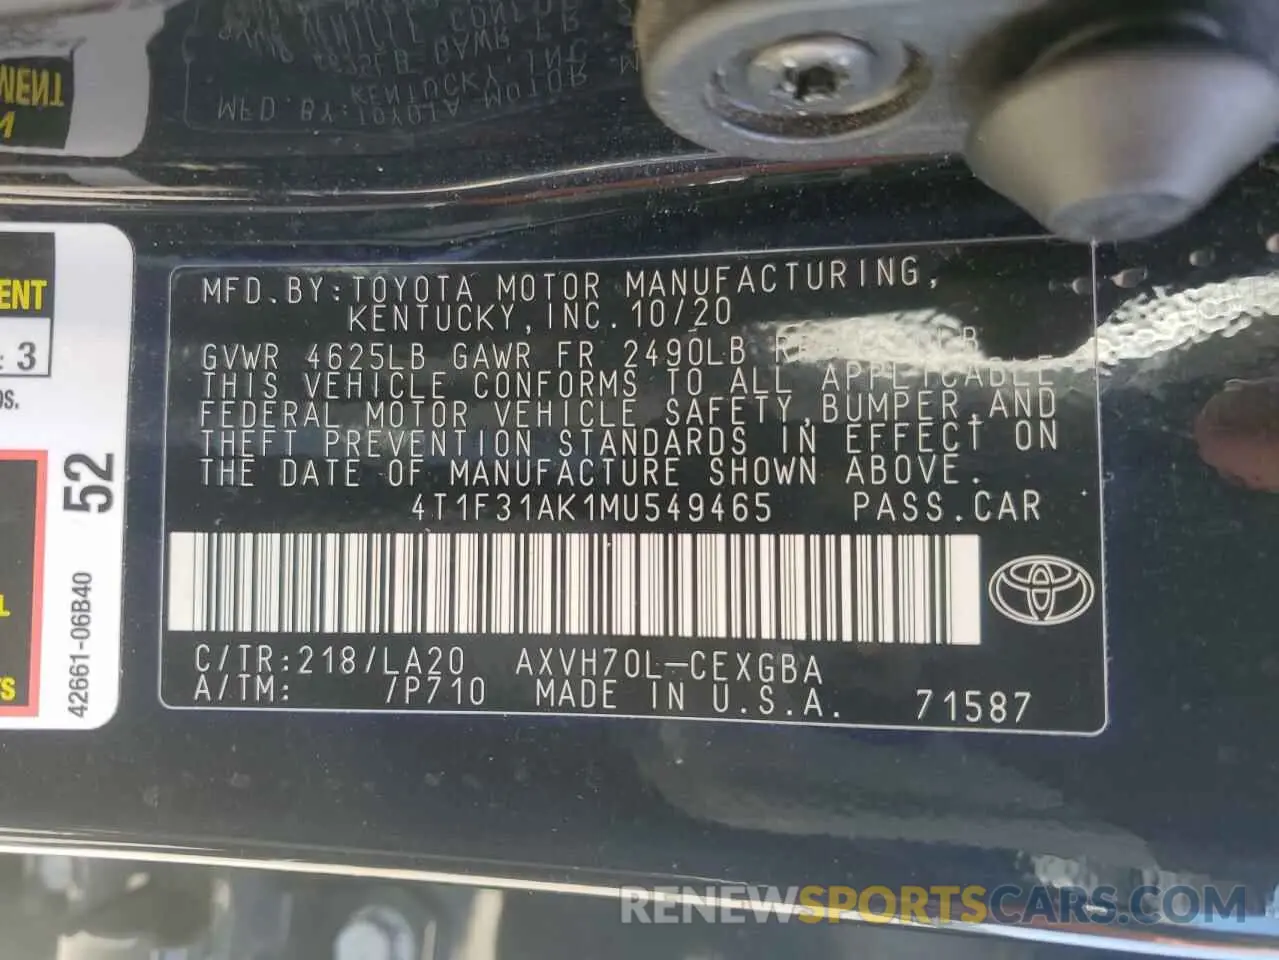 MFD.BY:TOYOTA MOTOR MANUFACTURING,
KENTUCKY,INC. 10/20
GVWR 4625LB GAWR FR 2490LB
THIS VEHICLE CONFORMS TO ALL APPLICABLE
FEDERAL MOTOR VEHICLE SAFETY,BUMPER,AND
THEFT PREVENTION STANDARDS IN EFFECT ON
THE DATE OF MANUFACTURE SHOWN ABOVE.
4T1F31AK1MU549465 PASS.CAR
C/TR:218/LA20 AXVH70L-CEXGBA
A/TM: /P710 MADE IN U.S.A. 71587
3
52
42661-06B40
RENEWSPORTSCARS.COM